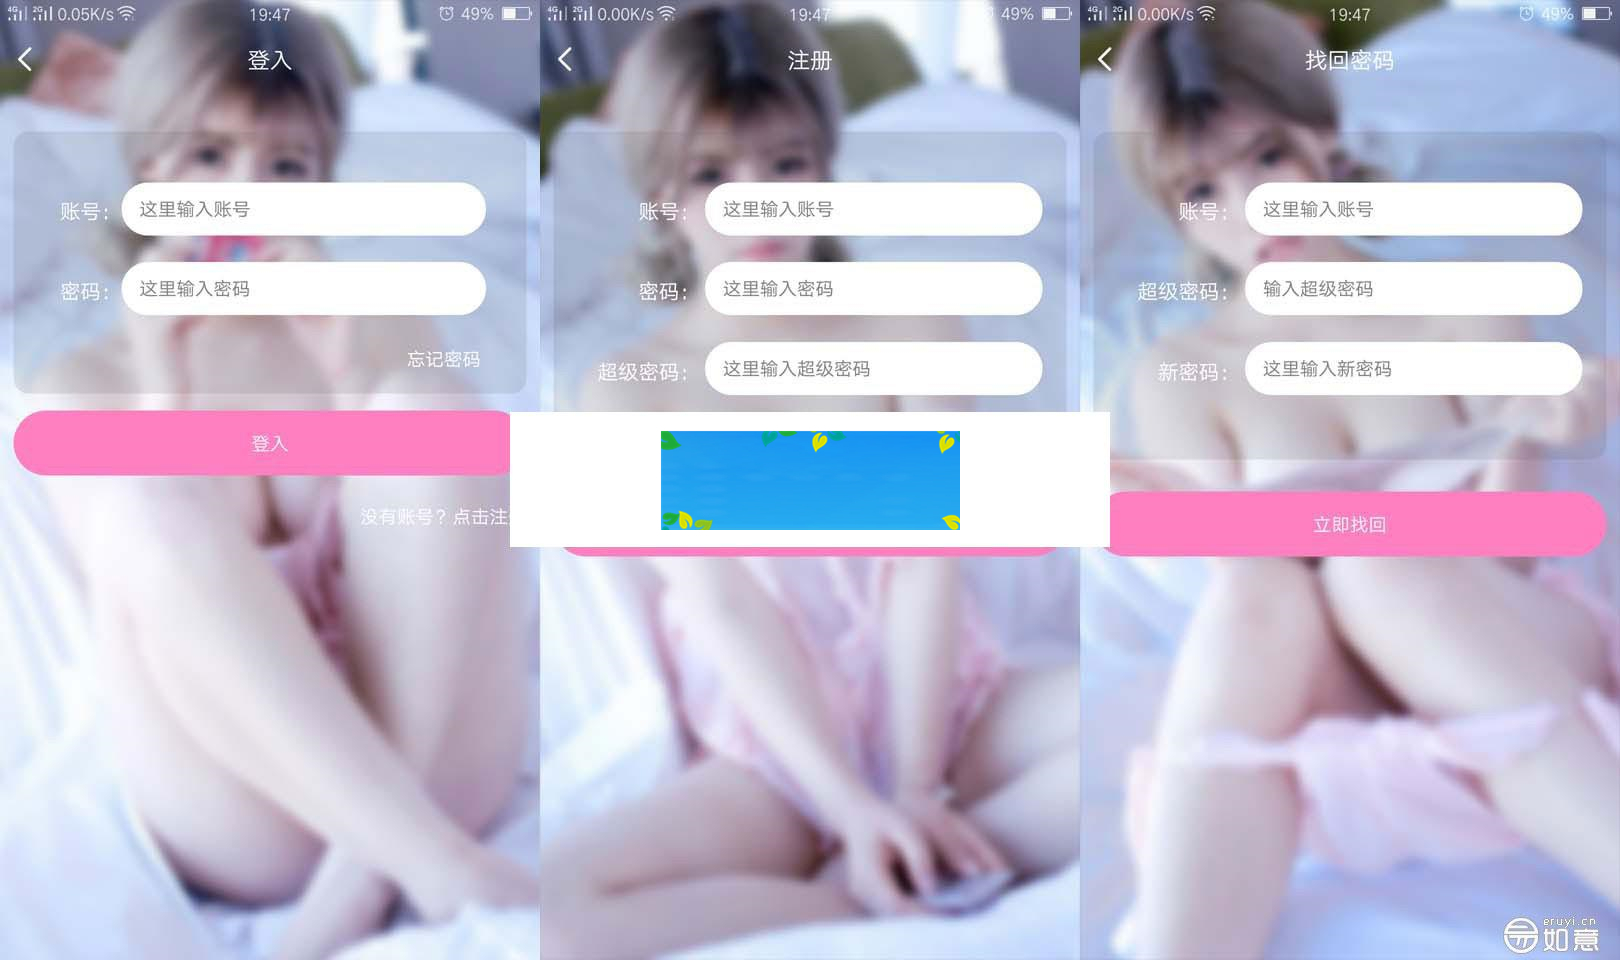 4G 2G 0.05K/s 19:47 49%
登入
账号： 这里输入账号
密码： 这里输入密码
忘记密码
登入
没有账号？点击注
4G 2G 0.00K/s 19:47 49%
注册
账号： 这里输入账号
密码： 这里输入密码
超级密码： 这里输入超级密码
4G 2G 0.00K/s 19:47 49%
找回密码
账号： 这里输入账号
超级密码： 输入超级密码
新密码： 这里输入新密码
立即找回
eruyi.cn
如意